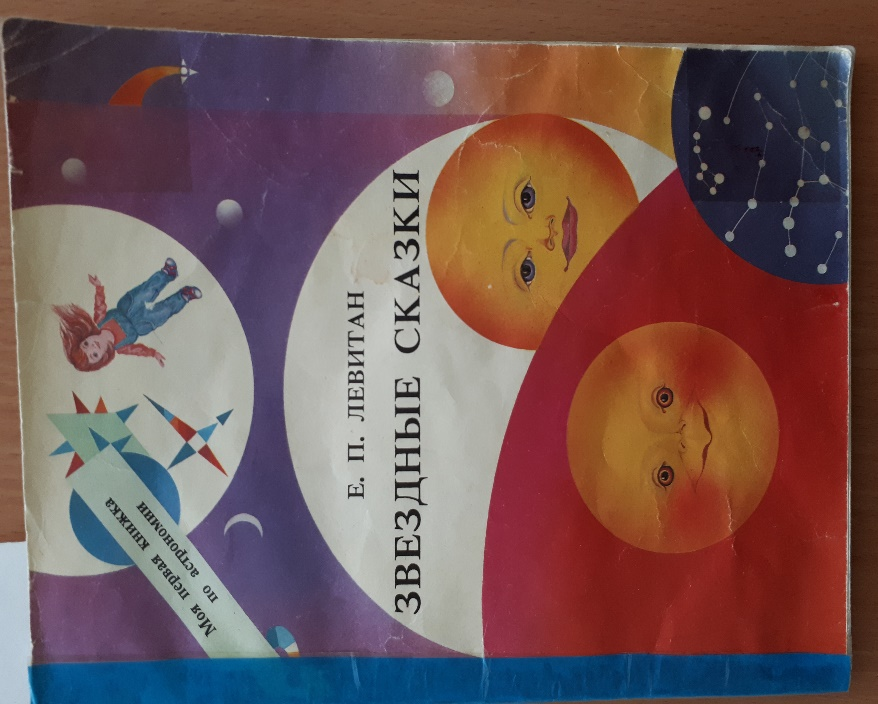 Моя первая книжка
по астрономии
Е. П. ЛЕВИТАН
ЗВЕЗДНЫЕ СКАЗКИ